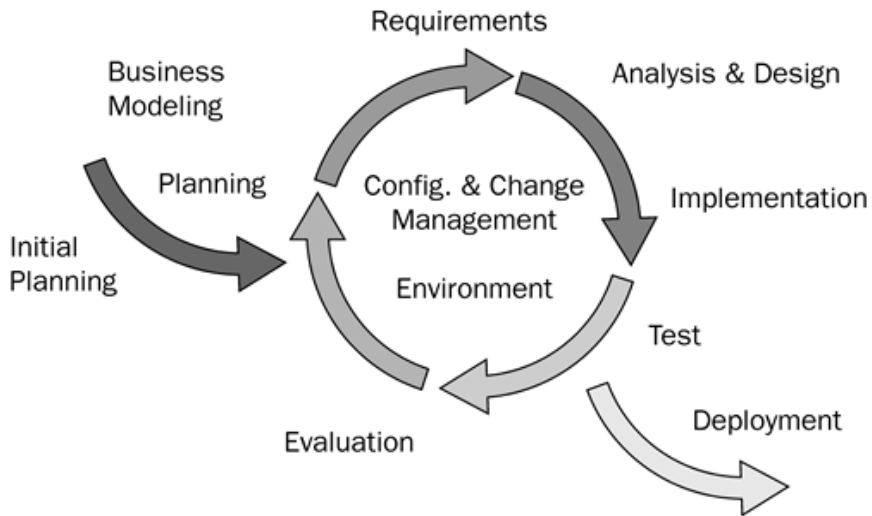 Requirements
Business
Modeling
Analysis & Design
Planning
Config. & Change
Management
Implementation
Initial
Planning
Environment
Test
Deployment
Evaluation